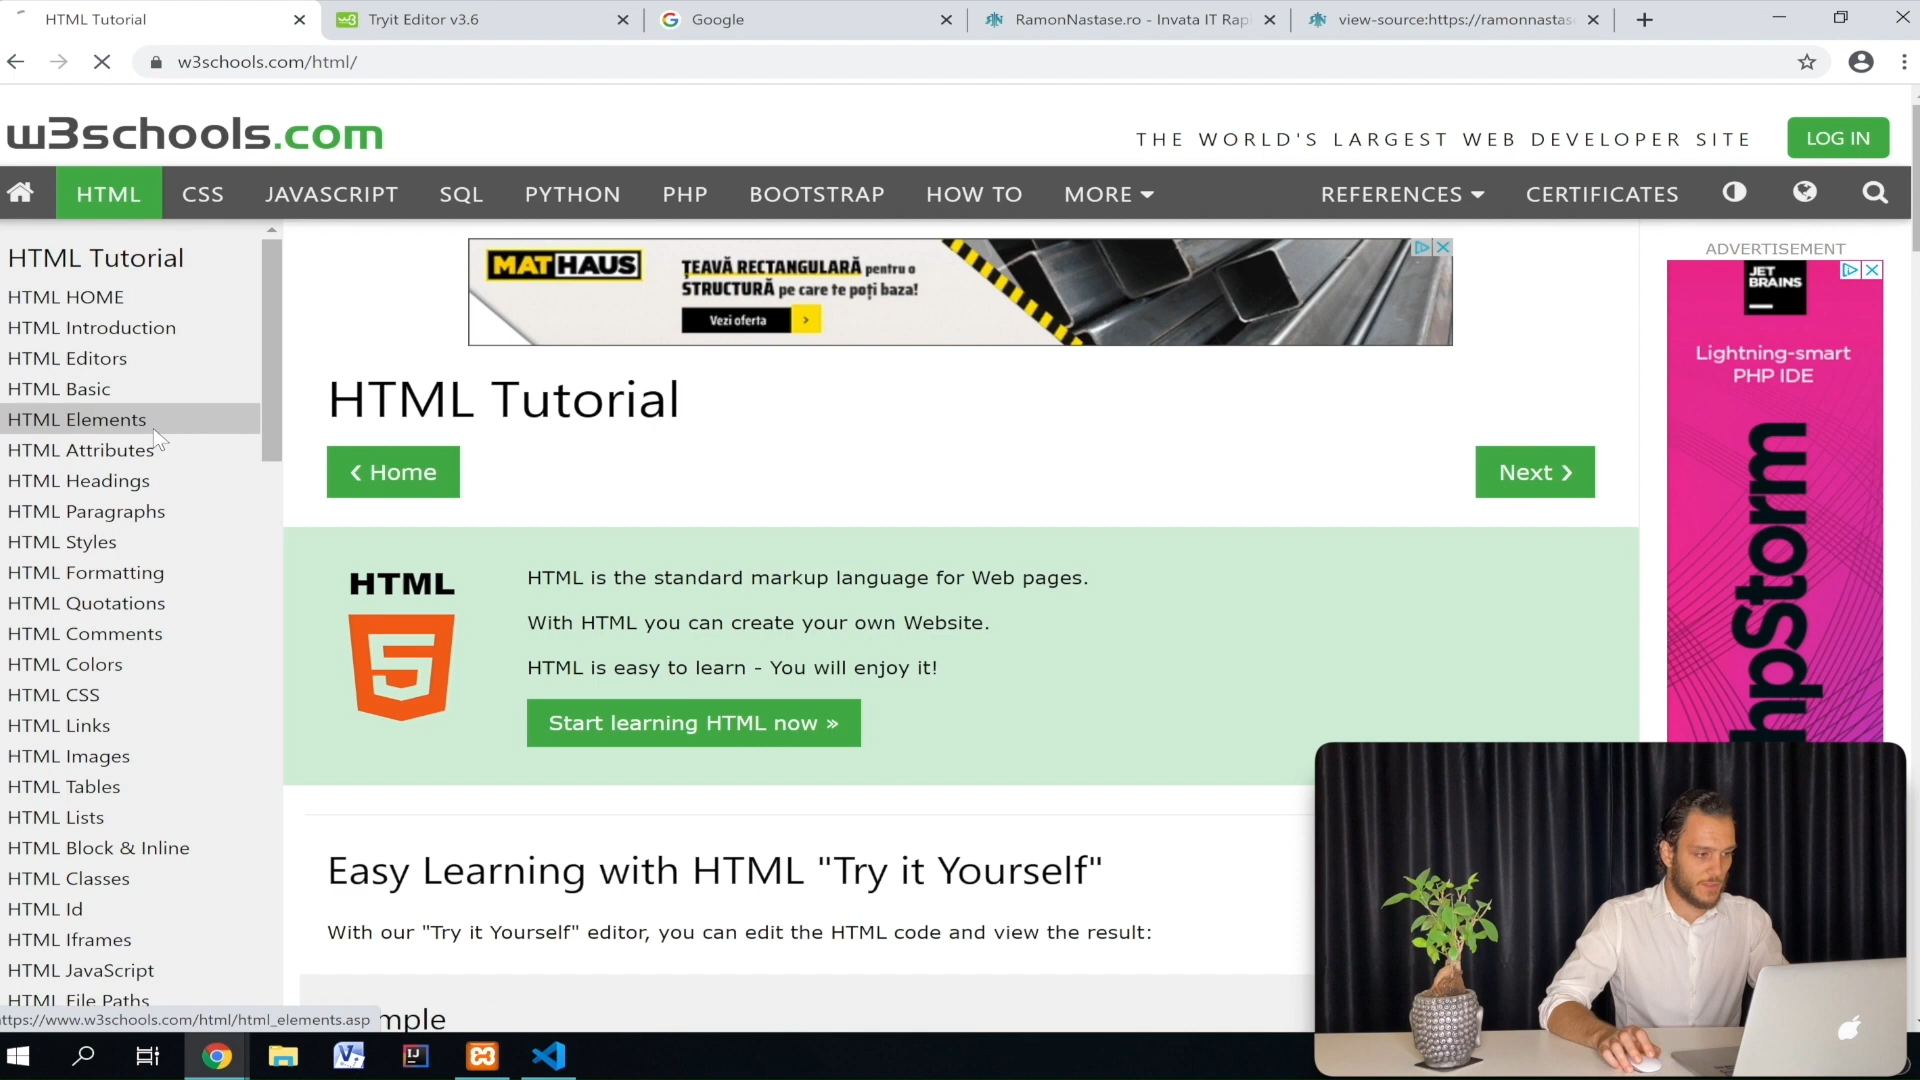 HTML Tutorial
Tryit Editor v3.6
Google
RamonNastase.ro - Invata IT Rap
view-source:https://ramonnastase
w3schools.com/html/
w3schools.com
THE WORLD'S LARGEST WEB DEVELOPER SITE
LOG IN
HTML
CSS
JAVASCRIPT
SQL
PYTHON
PHP
BOOTSTRAP
HOW TO
MORE
REFERENCES
CERTIFICATES
HTML Tutorial
HTML HOME
HTML Introduction
HTML Editors
HTML Basic
HTML Elements
HTML Attributes
HTML Headings
HTML Paragraphs
HTML Styles
HTML Formatting
HTML Quotations
HTML Comments
HTML Colors
HTML CSS
HTML Links
HTML Images
HTML Tables
HTML Lists
HTML Block & Inline
HTML Classes
HTML Id
HTML Iframes
HTML JavaScript
HTML File Paths
ttps://www.w3schools.com/html/html_elements.asp
MATHAUS
ȚEAVĂ RECTANGULARĂ pentru o
STRUCTURĂ pe care te poți baza!
Vezi oferta >
HTML Tutorial
❮ Home
Next ❯
HTML
5
HTML is the standard markup language for Web pages.
With HTML you can create your own Website.
HTML is easy to learn - You will enjoy it!
Start learning HTML now »
Easy Learning with HTML "Try it Yourself"
With our "Try it Yourself" editor, you can edit the HTML code and view the result:
mple
ADVERTISEMENT
JET
BRAINS
Lightning-smart
PHP IDE
hpStorm